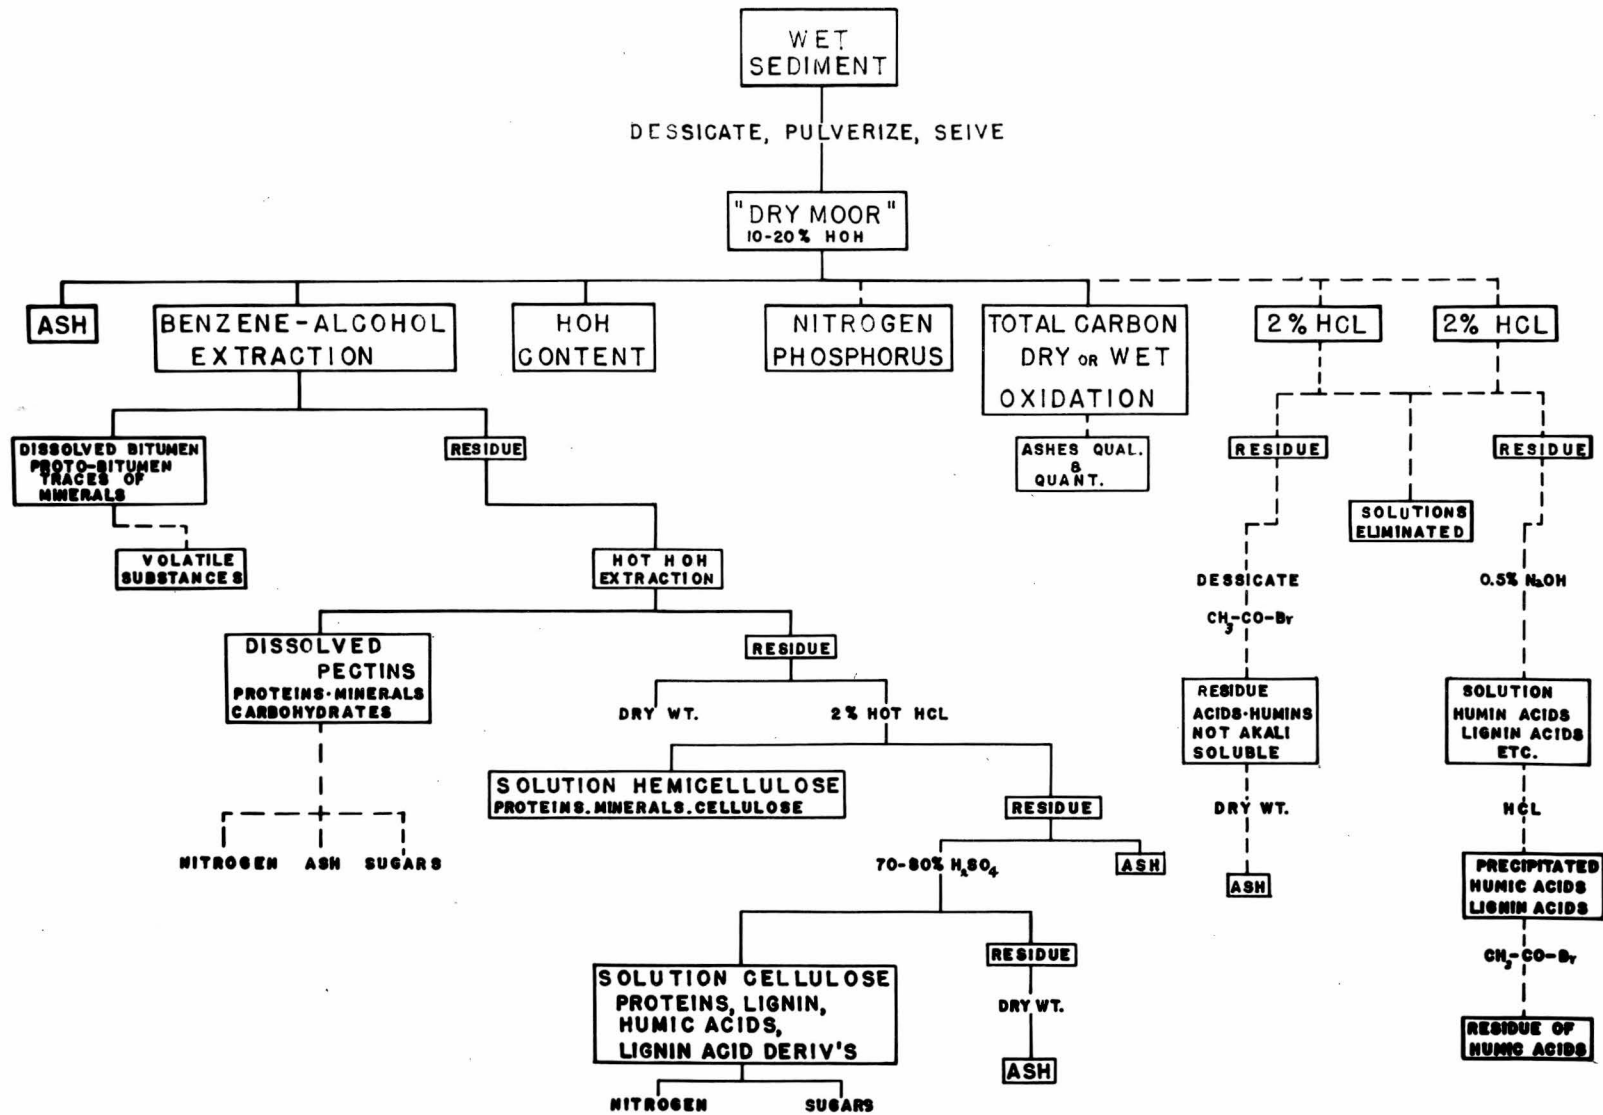 WET
SEDIMENT
DESSICATE, PULVERIZE, SEIVE
"DRY MOOR"
10-20% HOH
ASH
BENZENE-ALCOHOL
EXTRACTION
HOH
CONTENT
NITROGEN
PHOSPHORUS
TOTAL CARBON
DRY OR WET
OXIDATION
2% HCL
2% HCL
DISSOLVED BITUMEN
PROTO-BITUMEN
TRACES OF
MINERALS
RESIDUE
ASHES QUAL.
&
QUANT.
RESIDUE
RESIDUE
SOLUTIONS
ELIMINATED
VOLATILE
SUBSTANCES
HOT HOH
EXTRACTION
DESSICATE
CH3-CO-Br
0.5% NaOH
DISSOLVED
PECTINS
PROTEINS·MINERALS
CARBOHYDRATES
RESIDUE
DRY WT.
2% HOT HCL
RESIDUE
ACIDS·HUMINS
NOT AKALI
SOLUBLE
SOLUTION
HUMIN ACIDS
LIGNIN ACIDS
ETC.
SOLUTION HEMICELLULOSE
PROTEINS.MINERALS.CELLULOSE
RESIDUE
DRY WT.
HCL
NITROGEN
ASH
SUGARS
70-80% H2SO4
ASH
ASH
PRECIPITATED
HUMIC ACIDS
LIGNIN ACIDS
RESIDUE
CH3-CO-Br
SOLUTION CELLULOSE
PROTEINS, LIGNIN,
HUMIC ACIDS,
LIGNIN ACID DERIV'S
DRY WT.
RESIDUE OF
HUMIC ACIDS
ASH
NITROGEN
SUGARS